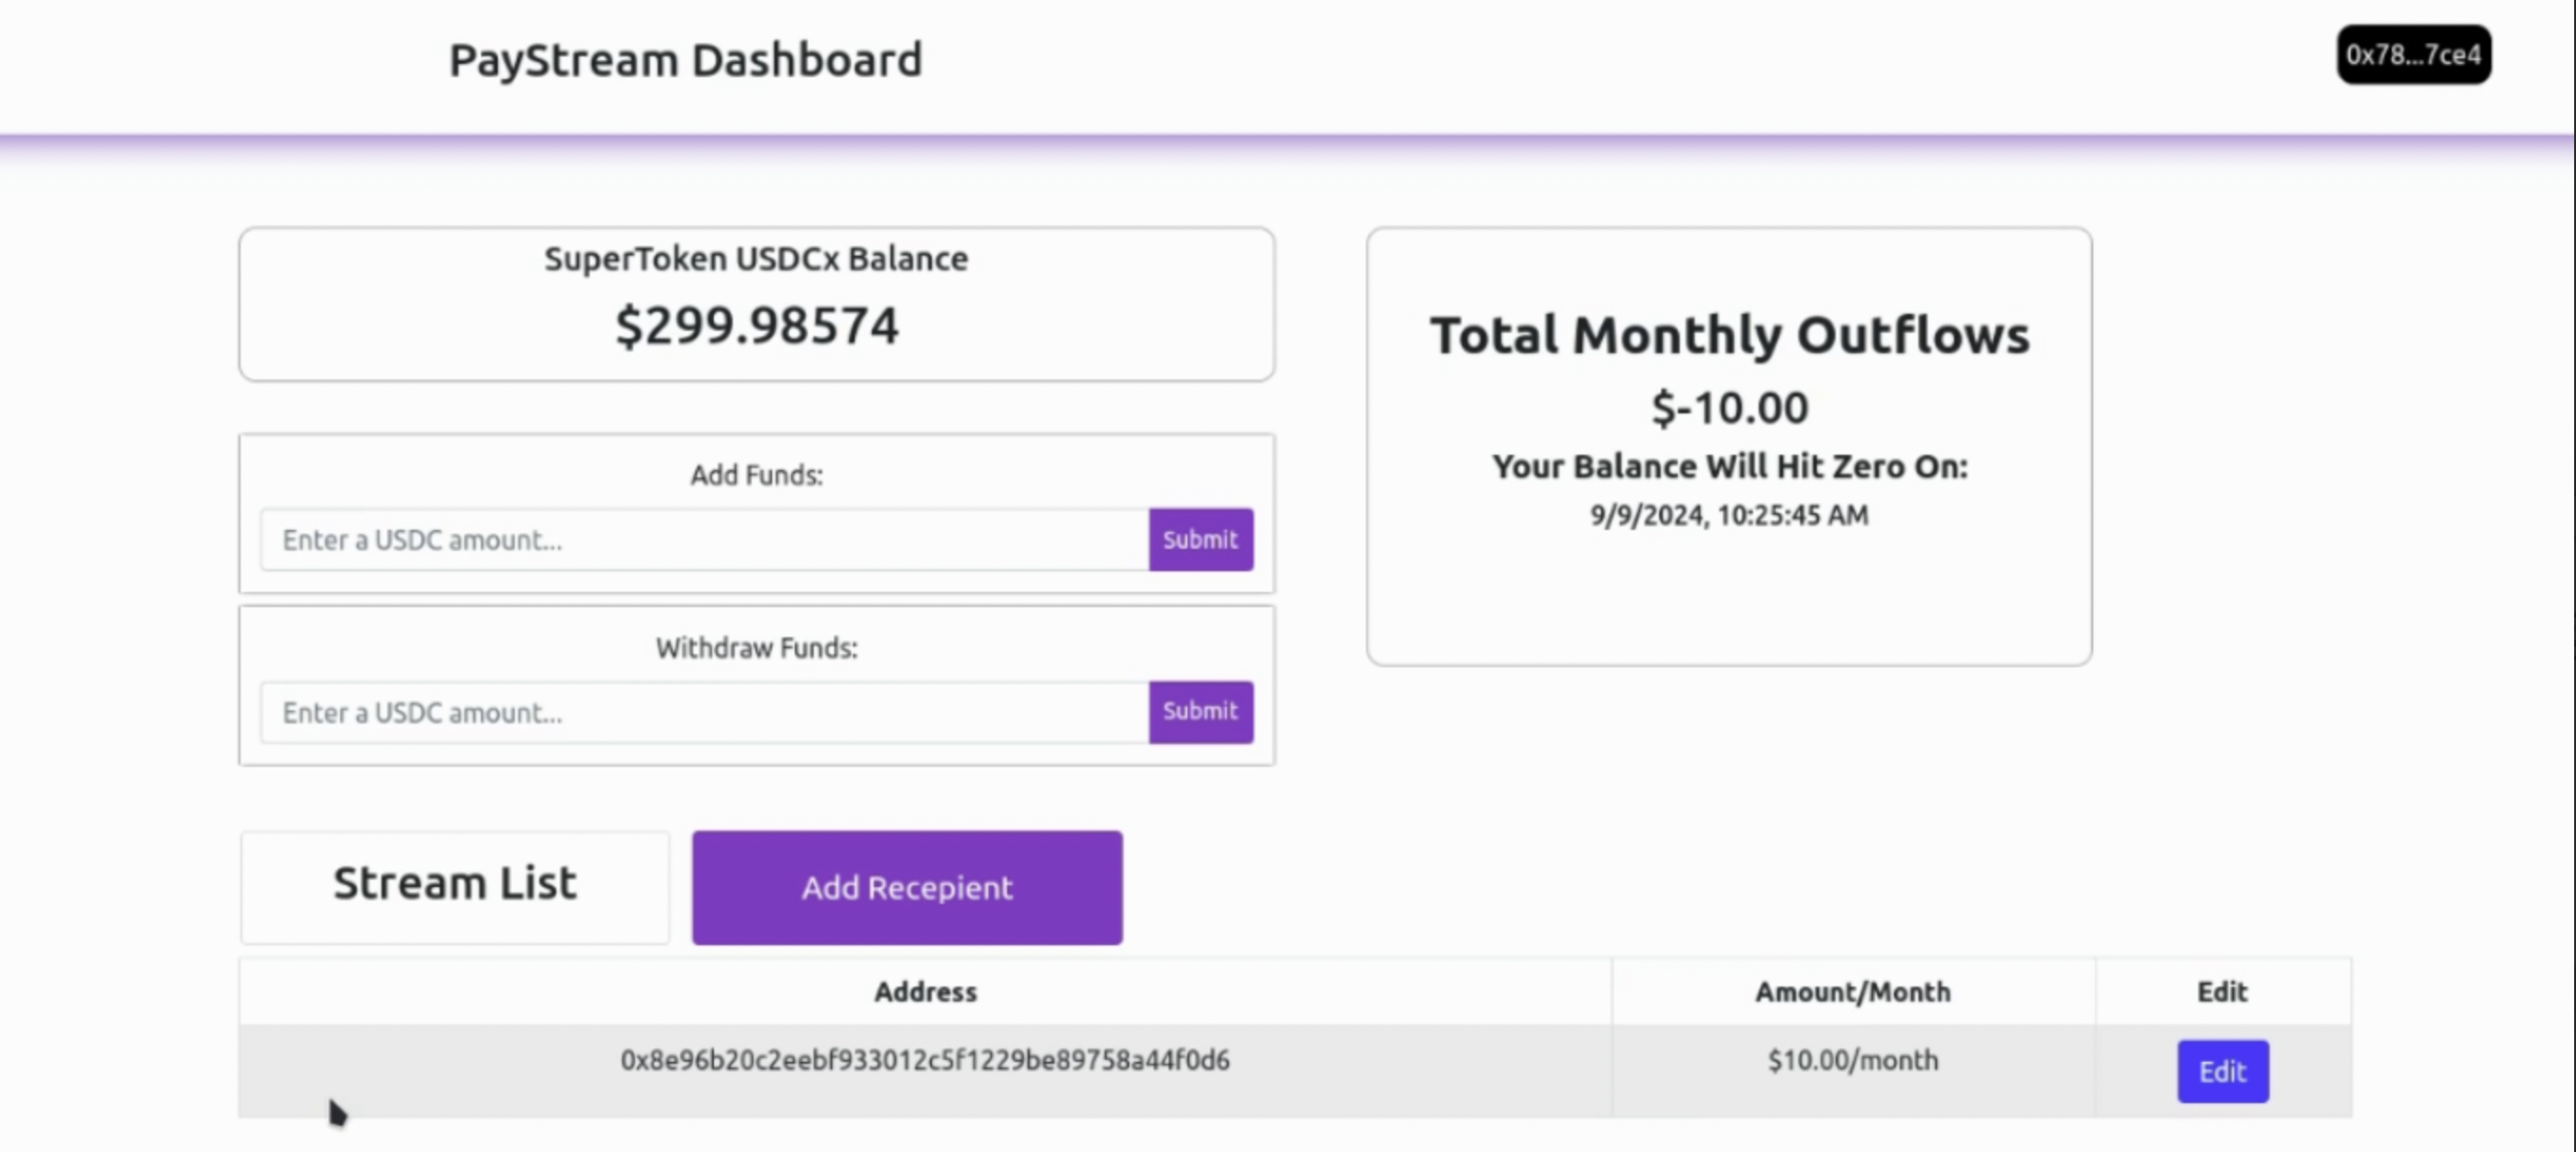 PayStream Dashboard
0x78...7ce4
SuperToken USDCx Balance
$299.98574
Total Monthly Outflows
$-10.00
Your Balance Will Hit Zero On:
9/9/2024, 10:25:45 AM
Add Funds:
Enter a USDC amount...
Submit
Withdraw Funds:
Enter a USDC amount...
Submit
Stream List
Add Recepient
Address
Amount/Month
Edit
0x8e96b20c2eebf933012c5f1229be89758a44f0d6
$10.00/month
Edit